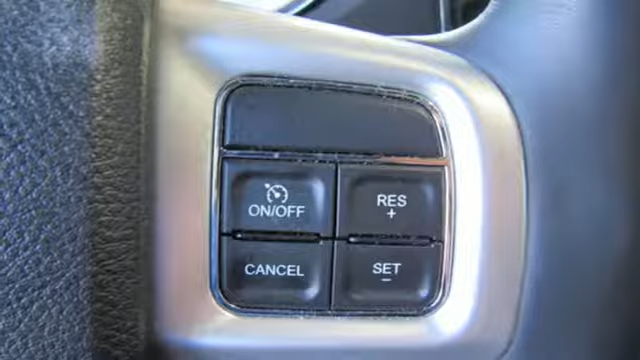 ON/OFF
RES
+
CANCEL
SET
–